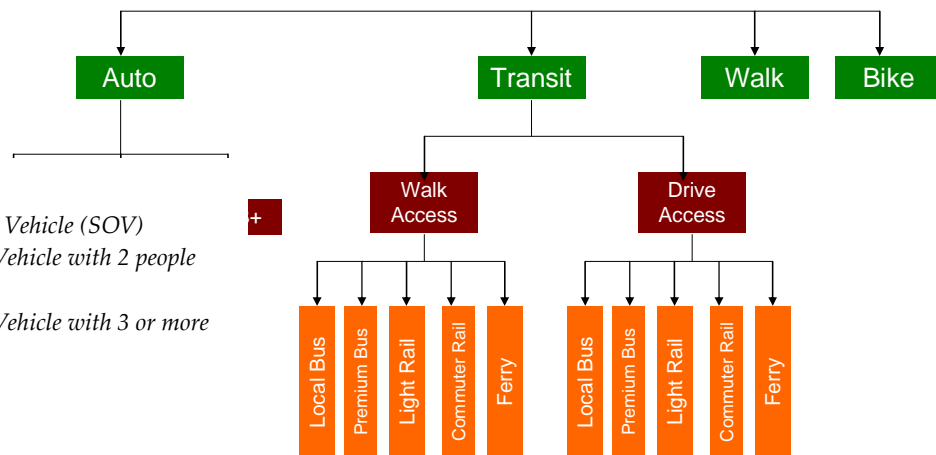 Auto
Transit
Walk
Bike
Walk
Access
Drive
Access
+
Vehicle (SOV)
Vehicle with 2 people
Vehicle with 3 or more
Local Bus
Premium Bus
Light Rail
Commuter Rail
Ferry
Local Bus
Premium Bus
Light Rail
Commuter Rail
Ferry